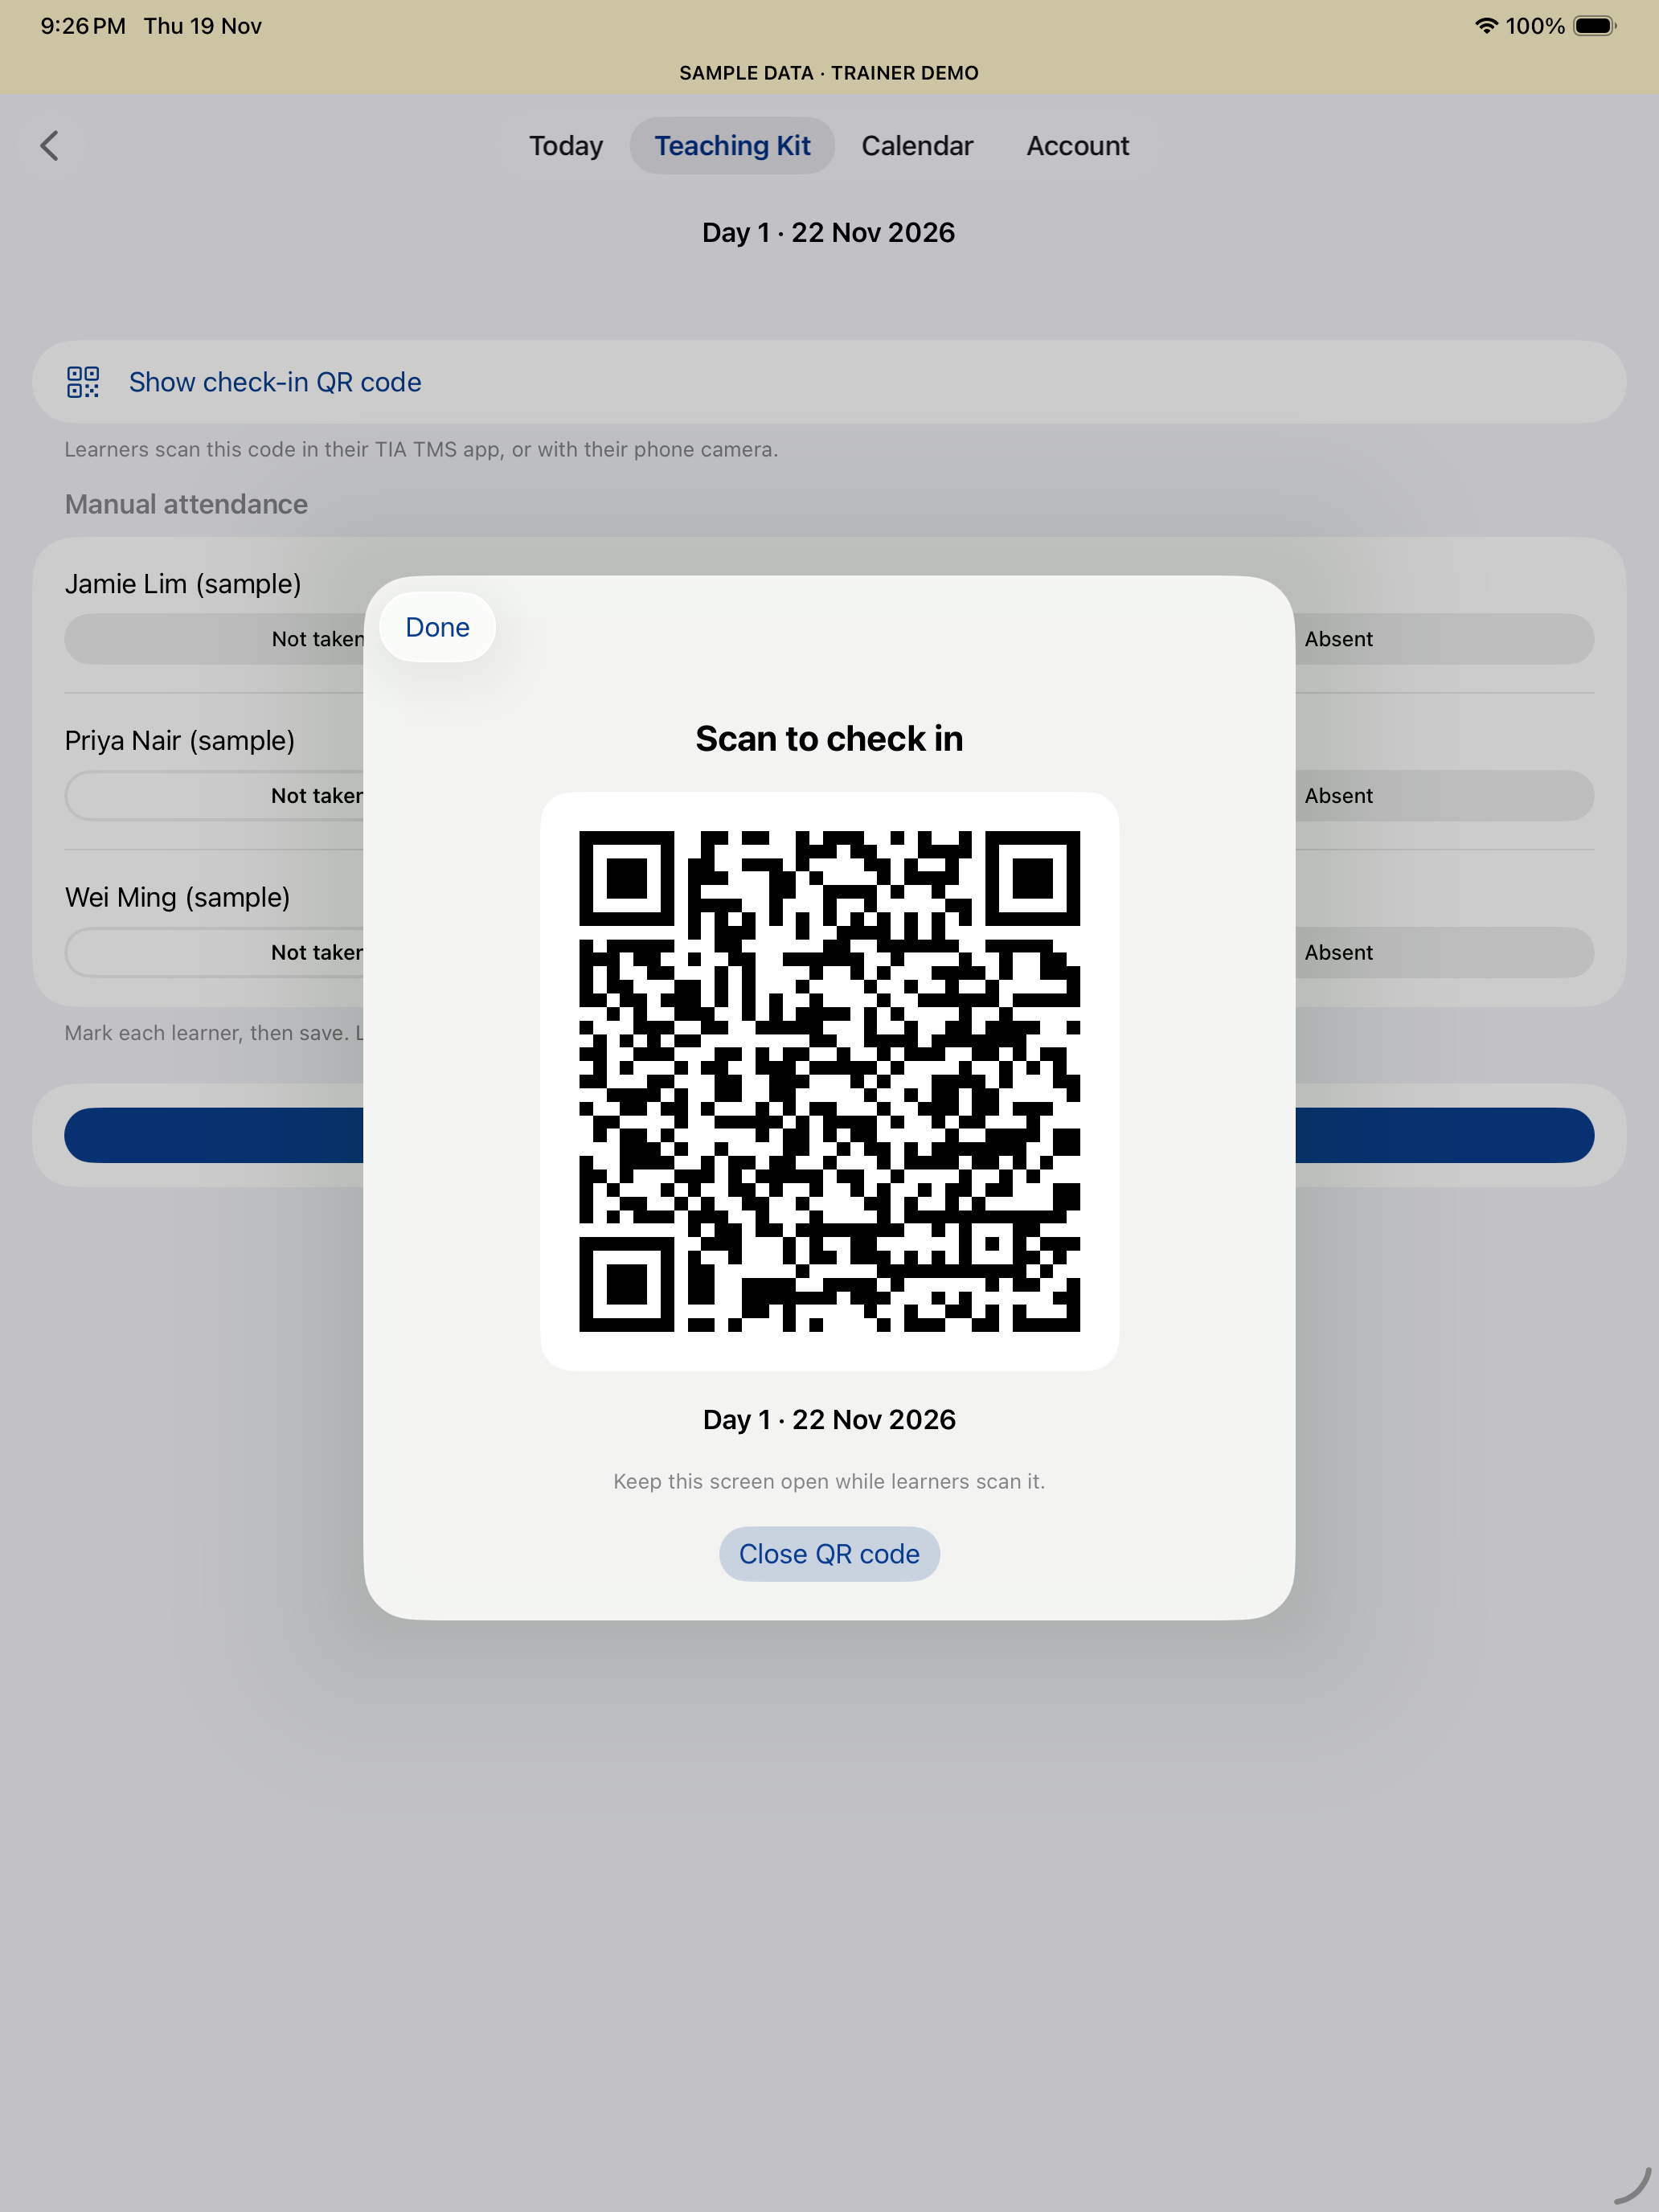 9:26 PM Thu 19 Nov
100%
SAMPLE DATA · TRAINER DEMO
Today
Teaching Kit
Calendar
Account
Day 1 · 22 Nov 2026
Show check-in QR code
Learners scan this code in their TIA TMS app, or with their phone camera.
Manual attendance
Jamie Lim (sample)
Not taken
Absent
Priya Nair (sample)
Not taken
Absent
Wei Ming (sample)
Not taken
Absent
Mark each learner, then save.
Done
Scan to check in
Day 1 · 22 Nov 2026
Keep this screen open while learners scan it.
Close QR code